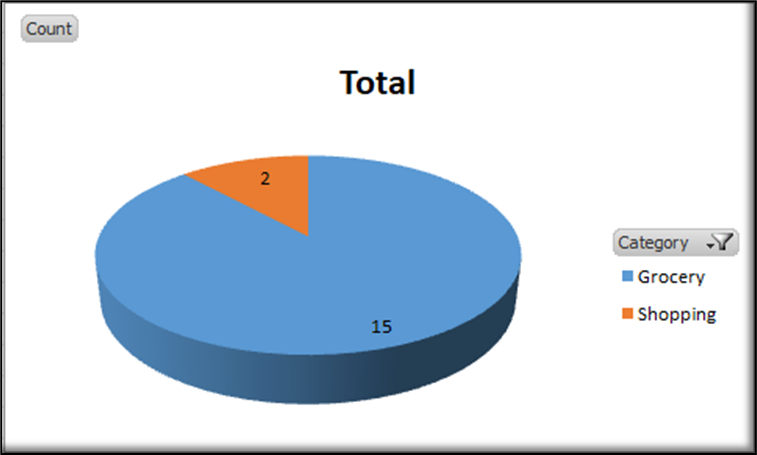 Count
Total
2
15
Category
Grocery
Shopping